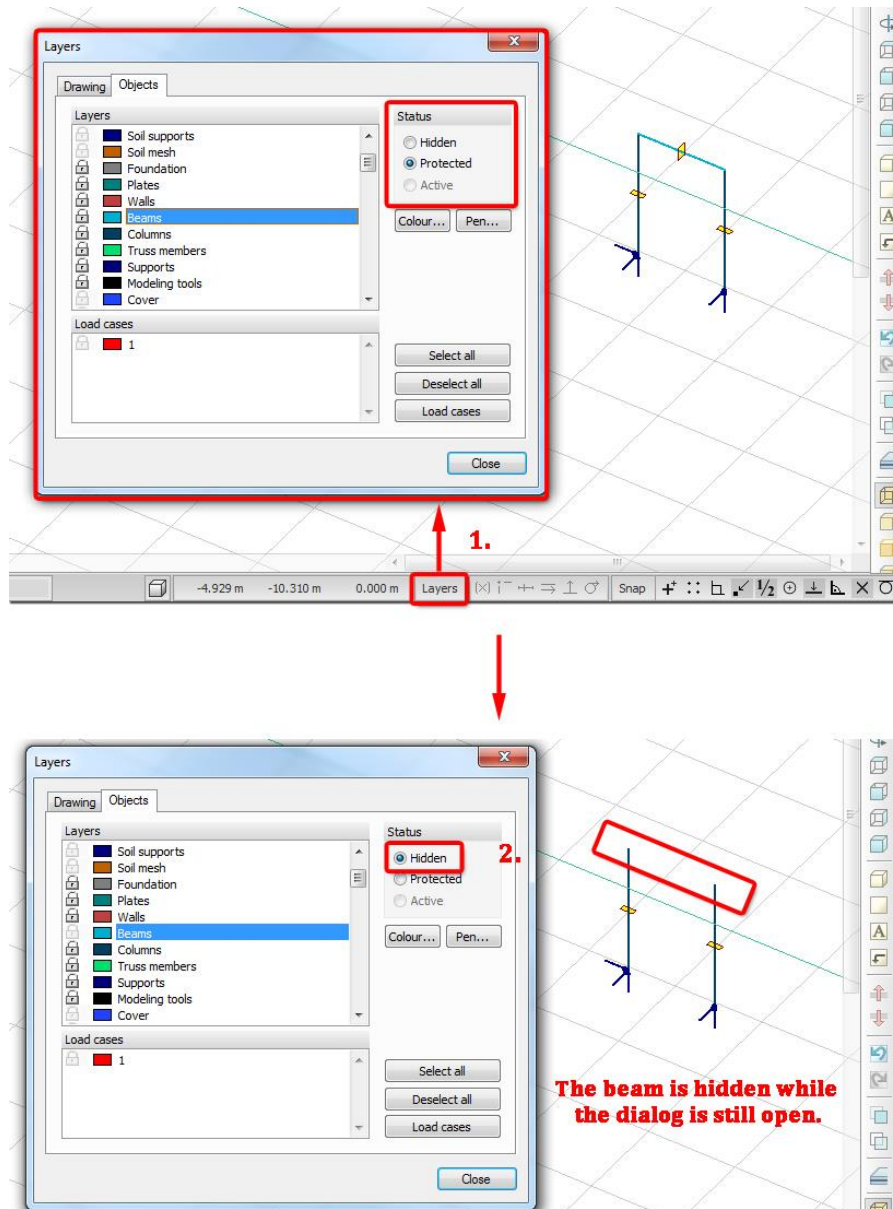 Layers
Drawing Objects
Layers
Soil supports
Soil mesh
Foundation
Plates
Walls
Beams
Columns
Truss members
Supports
Modeling tools
Cover
Status
Hidden
Protected
Active
Colour... Pen...
Load cases
1
Select all
Deselect all
Load cases
Close
A
1.
-4.929 m -10.310 m 0.000 m Layers Snap 1/2
Layers
Drawing Objects
Layers
Soil supports
Soil mesh
Foundation
Plates
Walls
Beams
Columns
Truss members
Supports
Modeling tools
Cover
Status
Hidden
2.
Protected
Active
Colour... Pen...
Load cases
1
Select all
Deselect all
Load cases
Close
A
The beam is hidden while
the dialog is still open.